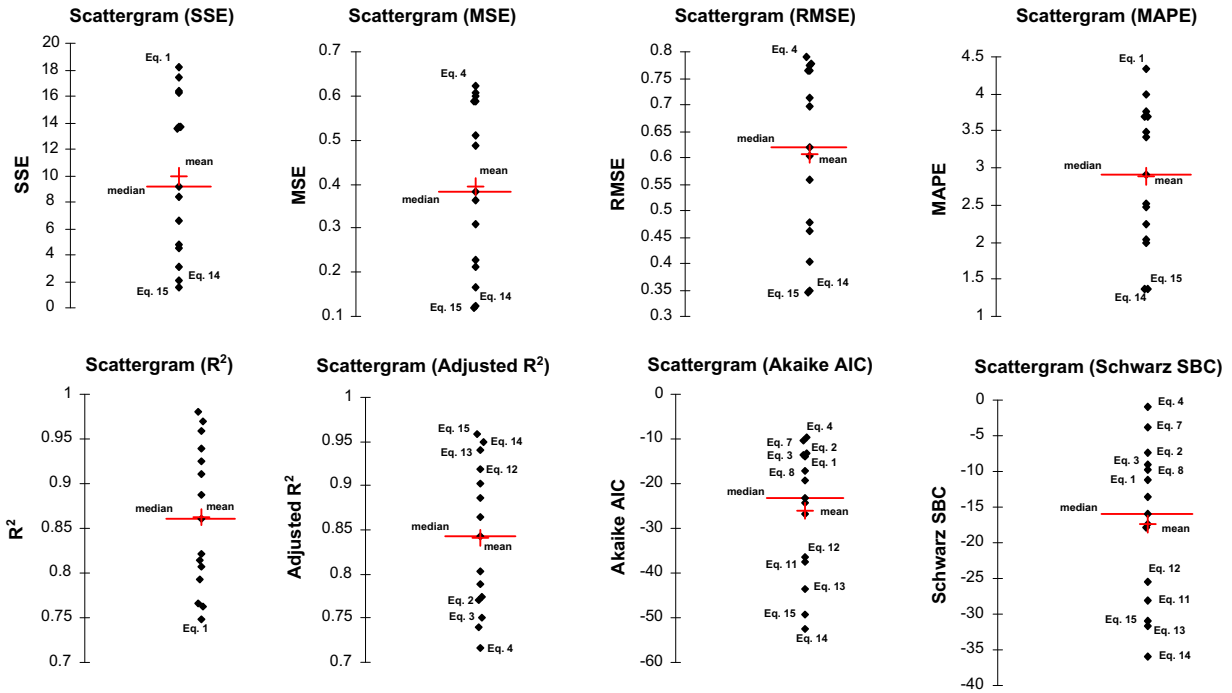 Scattergram (SSE)
20
18
16
14
12
10
8
6
4
2
0
SSE
Eq. 1
mean
median
Eq. 14
Eq. 15
Scattergram (MSE)
0.7
0.6
0.5
0.4
0.3
0.2
0.1
MSE
Eq. 4
mean
median
Eq. 14
Eq. 15
Scattergram (RMSE)
0.8
0.75
0.7
0.65
0.6
0.55
0.5
0.45
0.4
0.35
0.3
RMSE
Eq. 4
median
mean
Eq. 14
Eq. 15
Scattergram (MAPE)
4.5
4
3.5
3
2.5
2
1.5
1
MAPE
Eq. 1
median
mean
Eq. 15
Eq. 14
Scattergram (R²)
1
0.95
0.9
0.85
0.8
0.75
0.7
R²
median
mean
Eq. 1
Scattergram (Adjusted R²)
1
0.95
0.9
0.85
0.8
0.75
0.7
Adjusted R²
Eq. 15
Eq. 14
Eq. 13
Eq. 12
median
mean
Eq. 2
Eq. 3
Eq. 4
Scattergram (Akaike AIC)
0
-10
-20
-30
-40
-50
-60
Akaike AIC
Eq. 4
Eq. 7
Eq. 2
Eq. 3
Eq. 1
Eq. 8
median
mean
Eq. 12
Eq. 11
Eq. 13
Eq. 15
Eq. 14
Scattergram (Schwarz SBC)
0
-5
-10
-15
-20
-25
-30
-35
-40
Schwarz SBC
Eq. 4
Eq. 7
Eq. 2
Eq. 3
Eq. 8
Eq. 1
median
mean
Eq. 12
Eq. 11
Eq. 15
Eq. 13
Eq. 14